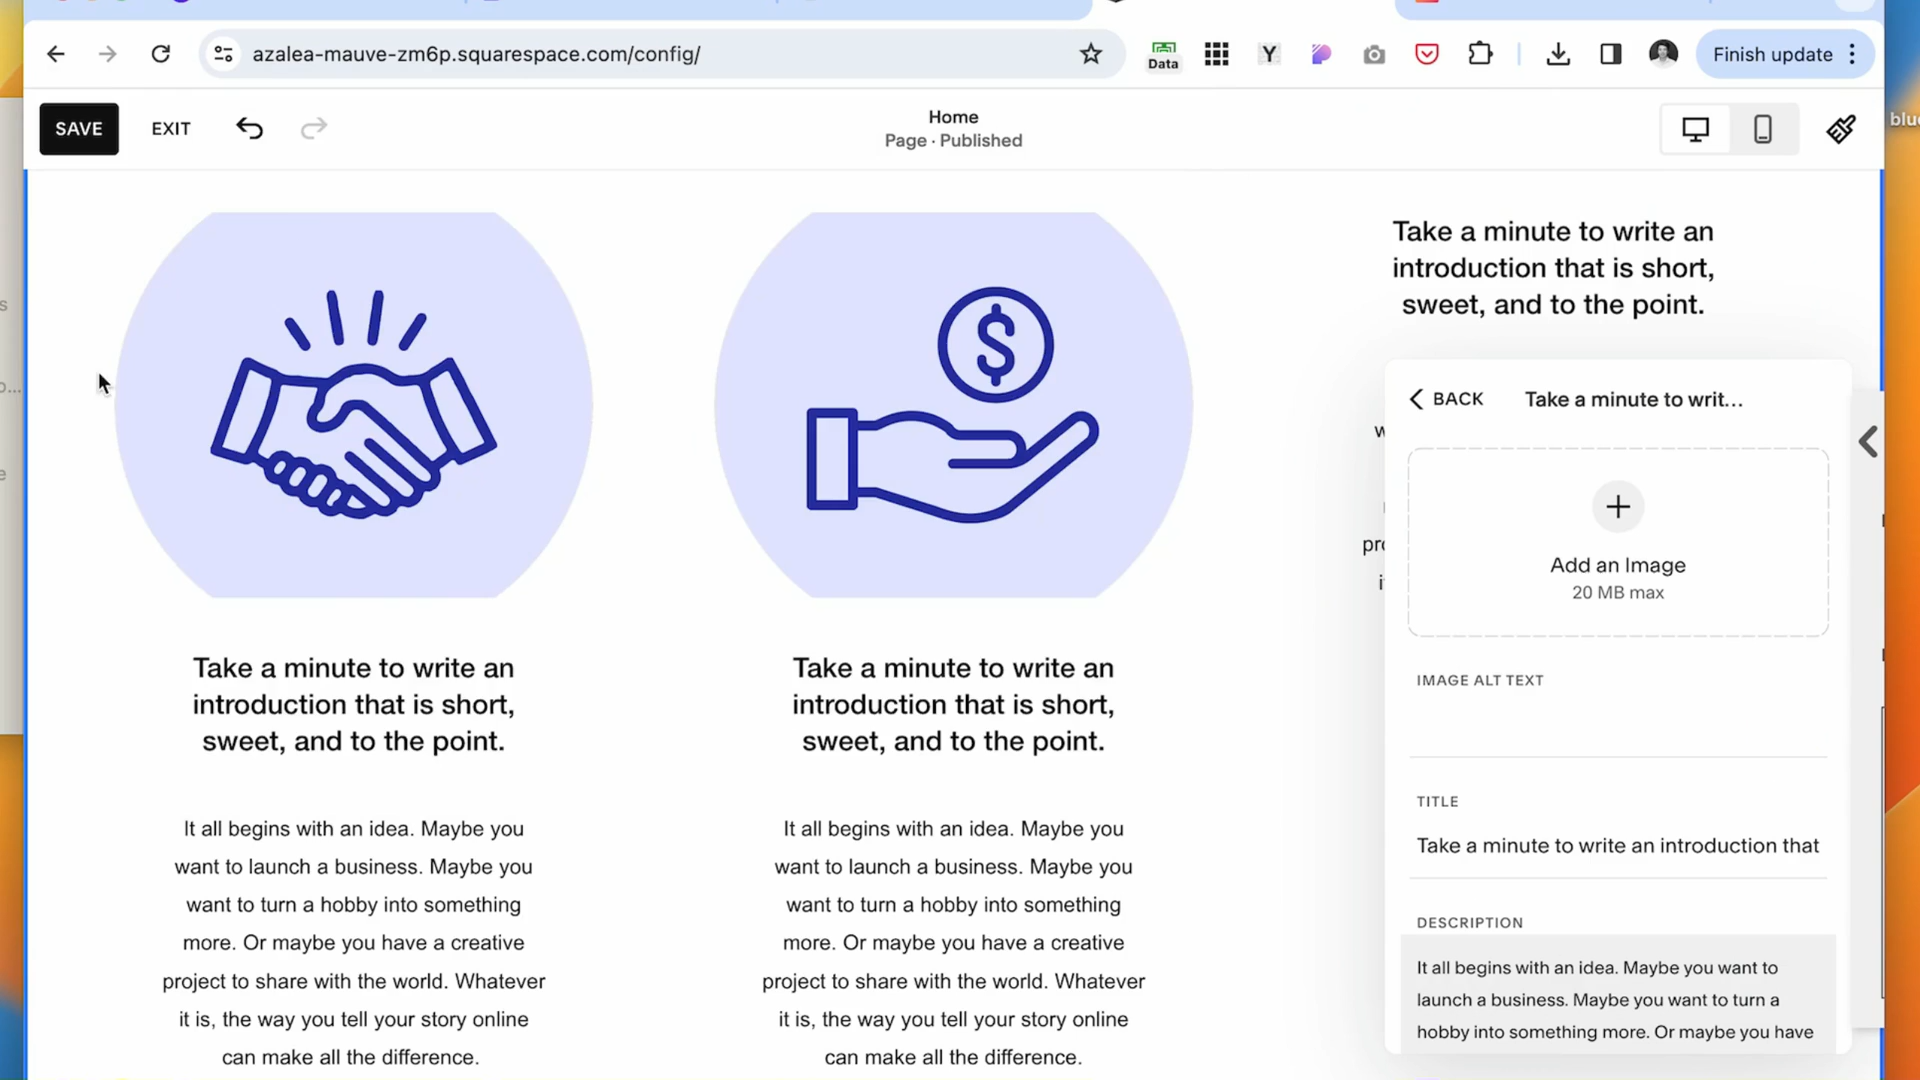 azalea-mauve-zm6p.squarespace.com/config/
Data
Y
Finish update
SAVE
EXIT
Home
Page · Published
Take a minute to write an
introduction that is short,
sweet, and to the point.
$
$
BACK
Take a minute to writ...
Add an Image
20 MB max
IMAGE ALT TEXT
TITLE
Take a minute to write an introduction that
DESCRIPTION
It all begins with an idea. Maybe you want to
launch a business. Maybe you want to turn a
hobby into something more. Or maybe you have
Take a minute to write an
introduction that is short,
sweet, and to the point.
It all begins with an idea. Maybe you
want to launch a business. Maybe you
want to turn a hobby into something
more. Or maybe you have a creative
project to share with the world. Whatever
it is, the way you tell your story online
can make all the difference.
Take a minute to write an
introduction that is short,
sweet, and to the point.
It all begins with an idea. Maybe you
want to launch a business. Maybe you
want to turn a hobby into something
more. Or maybe you have a creative
project to share with the world. Whatever
it is, the way you tell your story online
can make all the difference.